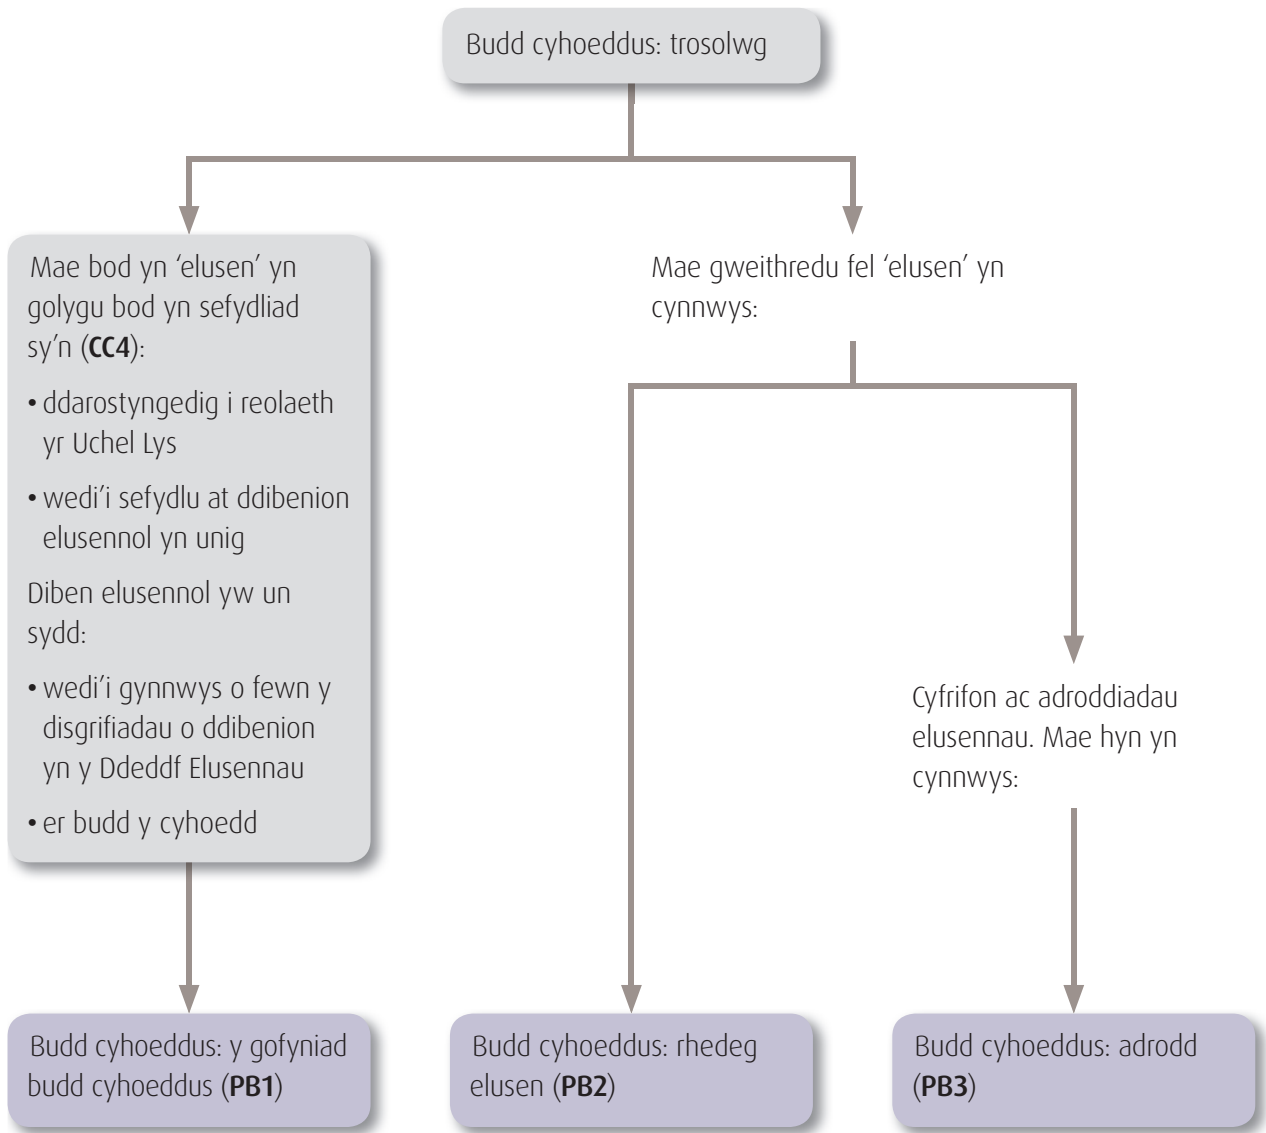 Budd cyhoeddus: trosolwg
Mae bod yn ‘elusen’ yn
golygu bod yn sefydliad
sy’n (CC4):
• ddarostyngedig i reolaeth
yr Uchel Lys
• wedi’i sefydlu at ddibenion
elusennol yn unig
Diben elusennol yw un
sydd:
• wedi’i gynnwys o fewn y
disgrifiadau o ddibenion
yn y Ddeddf Elusennau
• er budd y cyhoedd
Mae gweithredu fel ‘elusen’ yn
cynnwys:
Cyfrifon ac adroddiadau
elusennau. Mae hyn yn
cynnwys:
Budd cyhoeddus: y gofyniad
budd cyhoeddus (PB1)
Budd cyhoeddus: rhedeg
elusen (PB2)
Budd cyhoeddus: adrodd
(PB3)